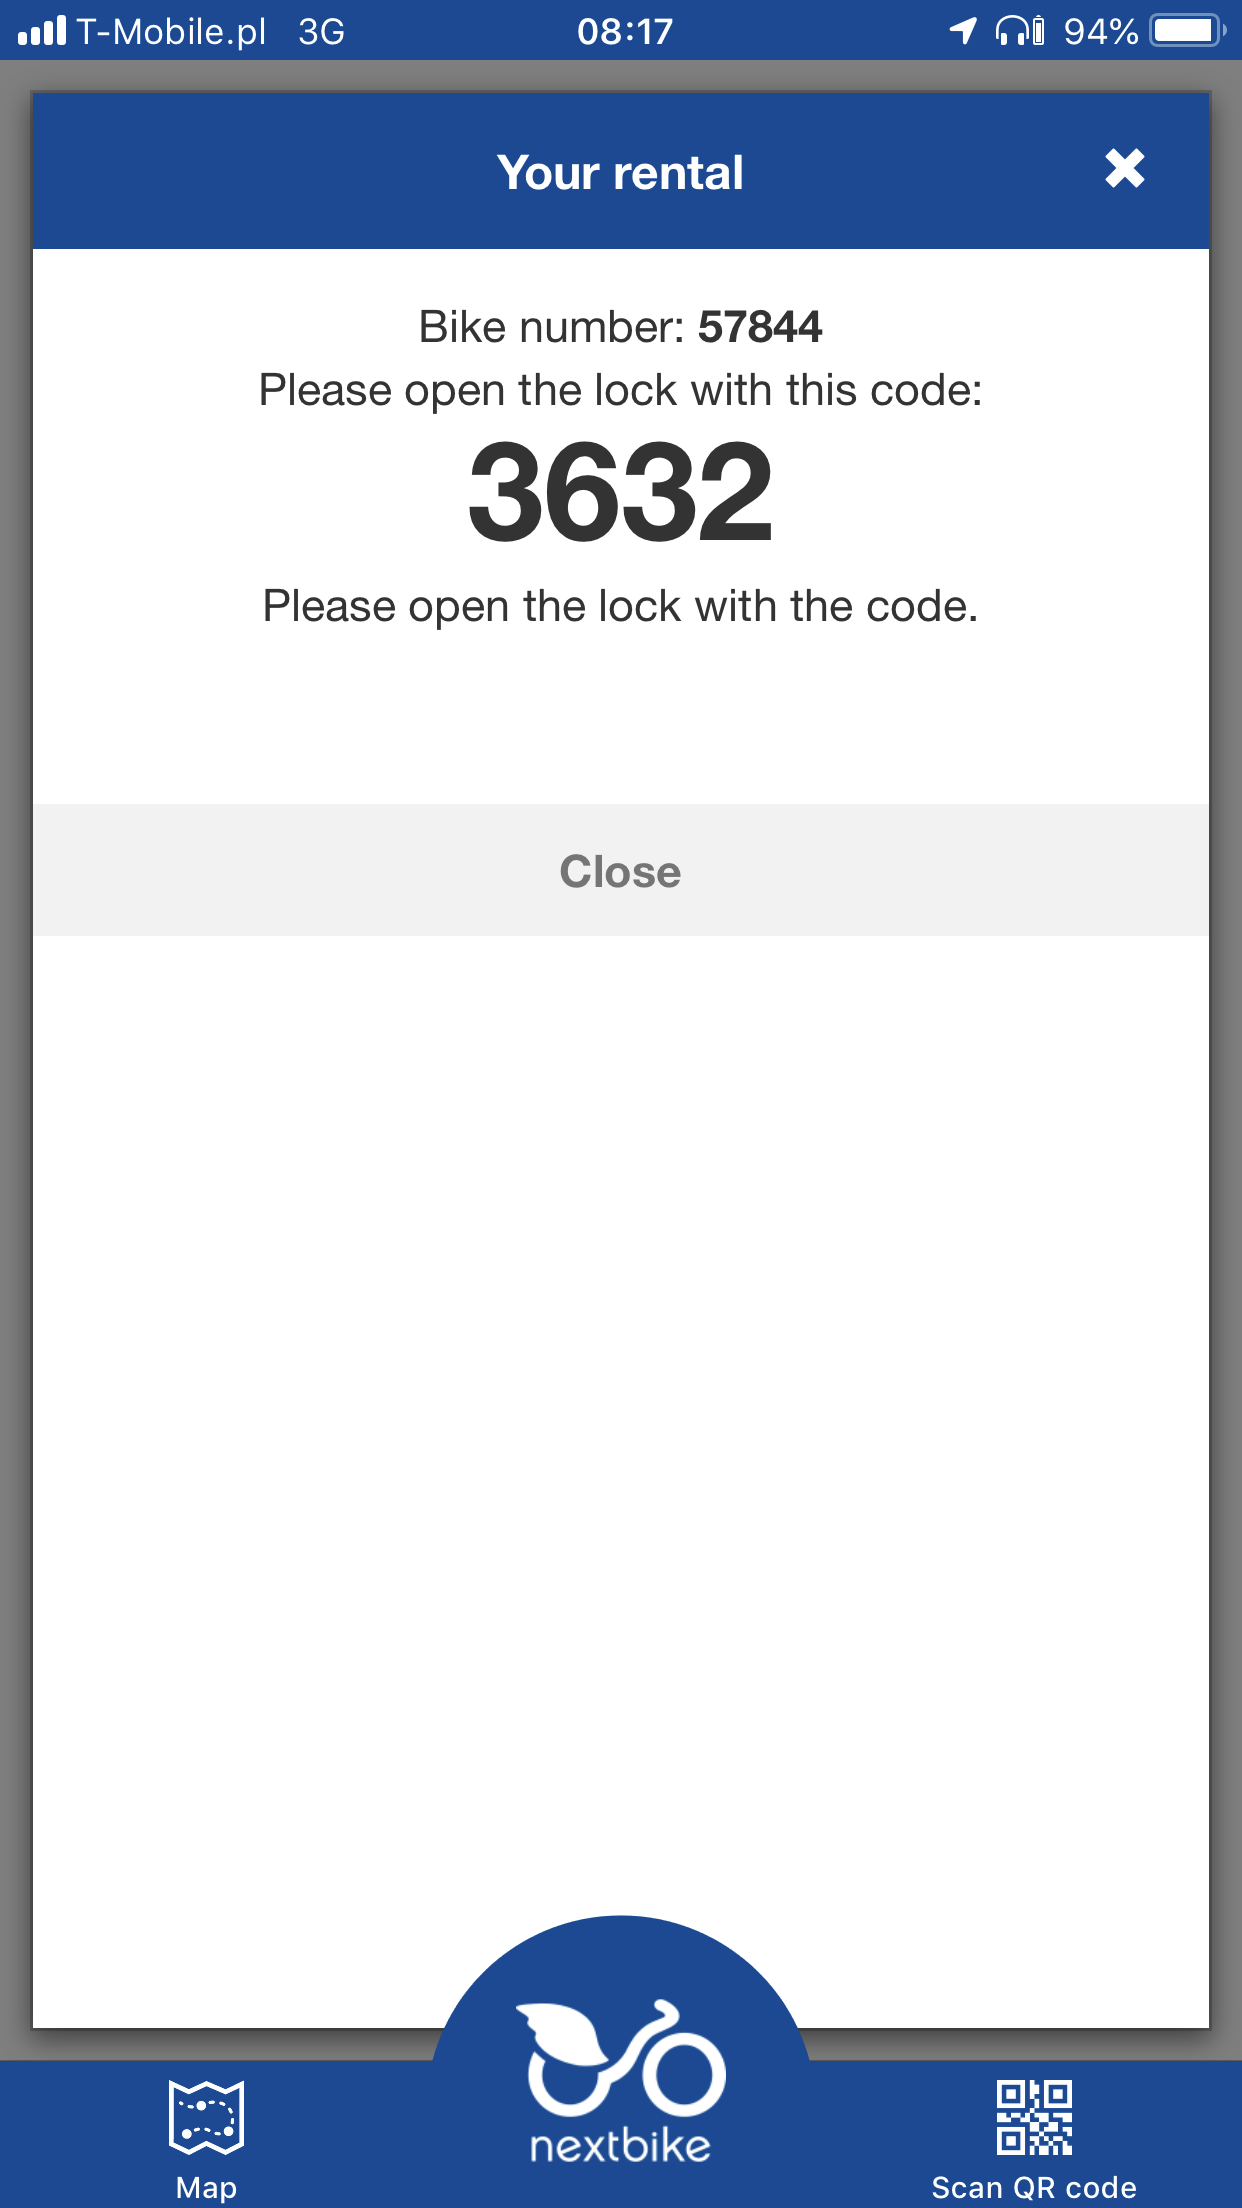 T-Mobile.pl 3G 08:17 94%
Your rental
Bike number: 57844
Please open the lock with this code:
3632
Please open the lock with the code.
Close
nextbike
Map
Scan QR code